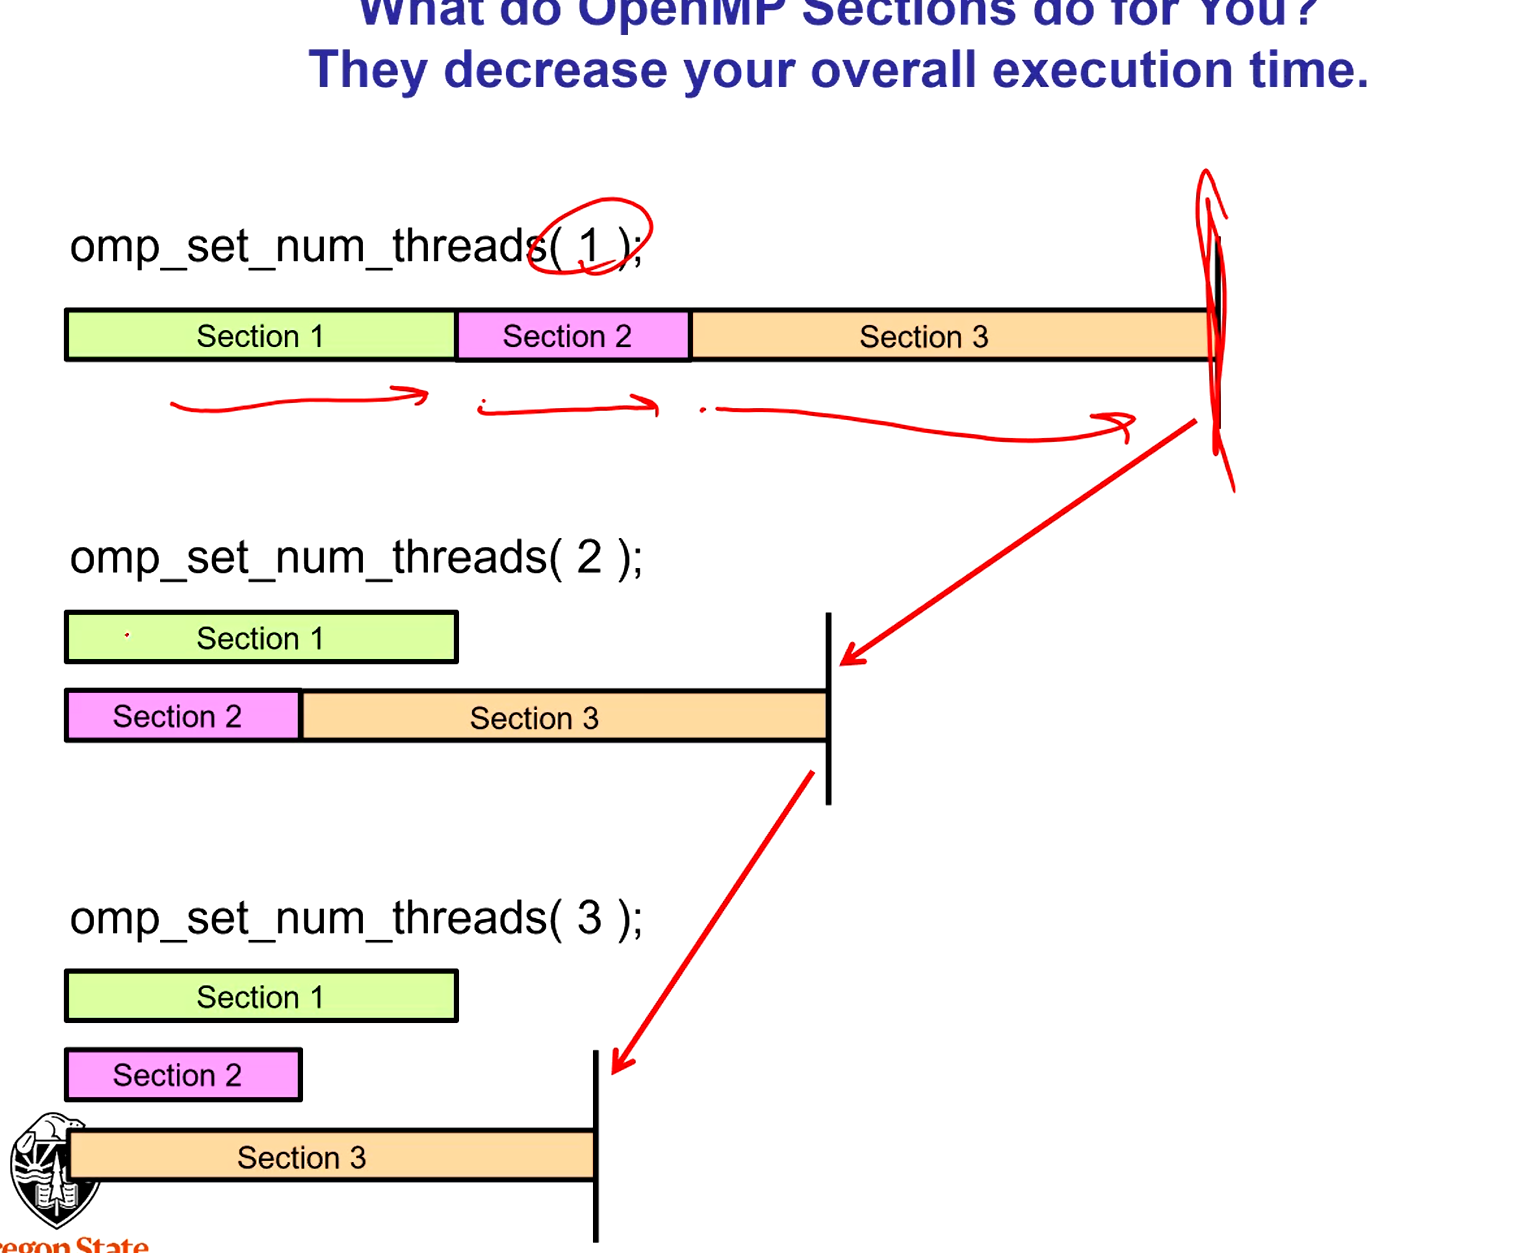 What do OpenMP Sections do for You?
They decrease your overall execution time.
omp_set_num_threads( 1 );
Section 1 Section 2 Section 3
omp_set_num_threads( 2 );
Section 1
Section 2 Section 3
omp_set_num_threads( 3 );
Section 1
Section 2
Section 3
regon State